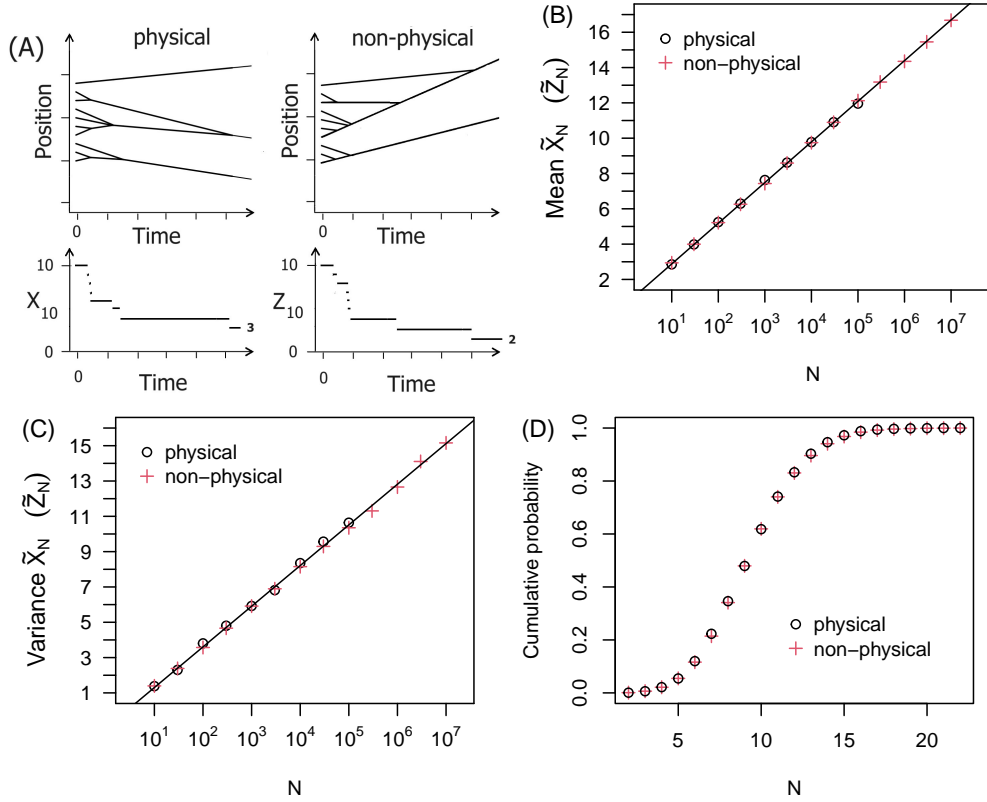 (A)
physical
non-physical
Position
Position
0
0
Time
Time
10
X10
0
3
0
Time
10
Z
10
0
2
0
Time
(B)
physical
non−physical
Mean X̃N (Z̃N)
16
14
12
10
8
6
4
2
10^1 10^2 10^3 10^4 10^5 10^6 10^7
N
(C)
physical
non−physical
Variance X̃N (Z̃N)
15
13
11
9
7
5
3
1
10^1 10^2 10^3 10^4 10^5 10^6 10^7
N
(D)
Cumulative probability
1.0
0.8
0.6
0.4
0.2
0.0
physical
non−physical
5 10 15 20
N